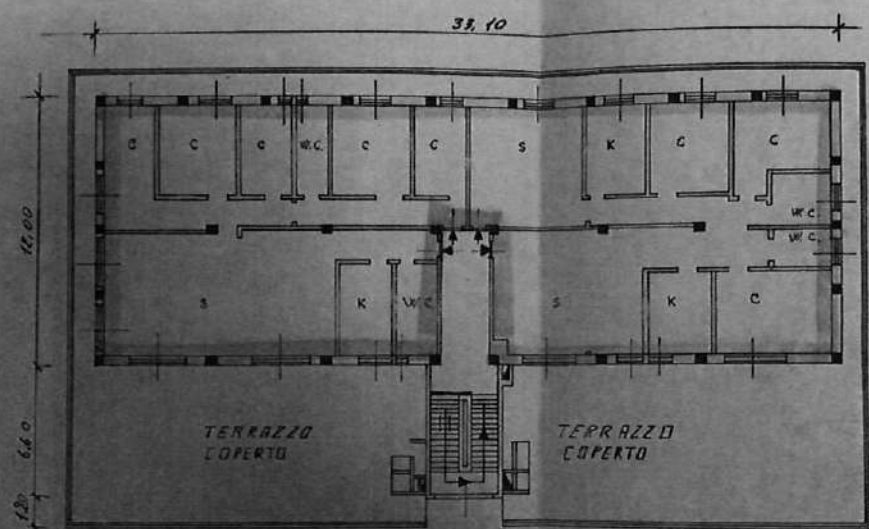 33,10
C C C W.C. C C S K C C
12,00
W.C.
W.C.
S K W.C. S K C
TERRAZZO COPERTO
TERRAZZO COPERTO
6,60
1,20